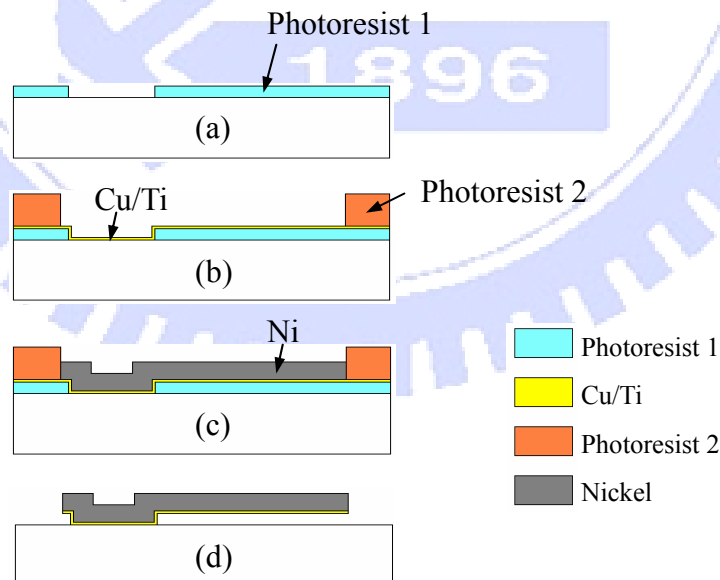 Photoresist 1
1896
(a)
Cu/Ti
Photoresist 2
(b)
Ni
(c)
(d)
Photoresist 1
Cu/Ti
Photoresist 2
Nickel